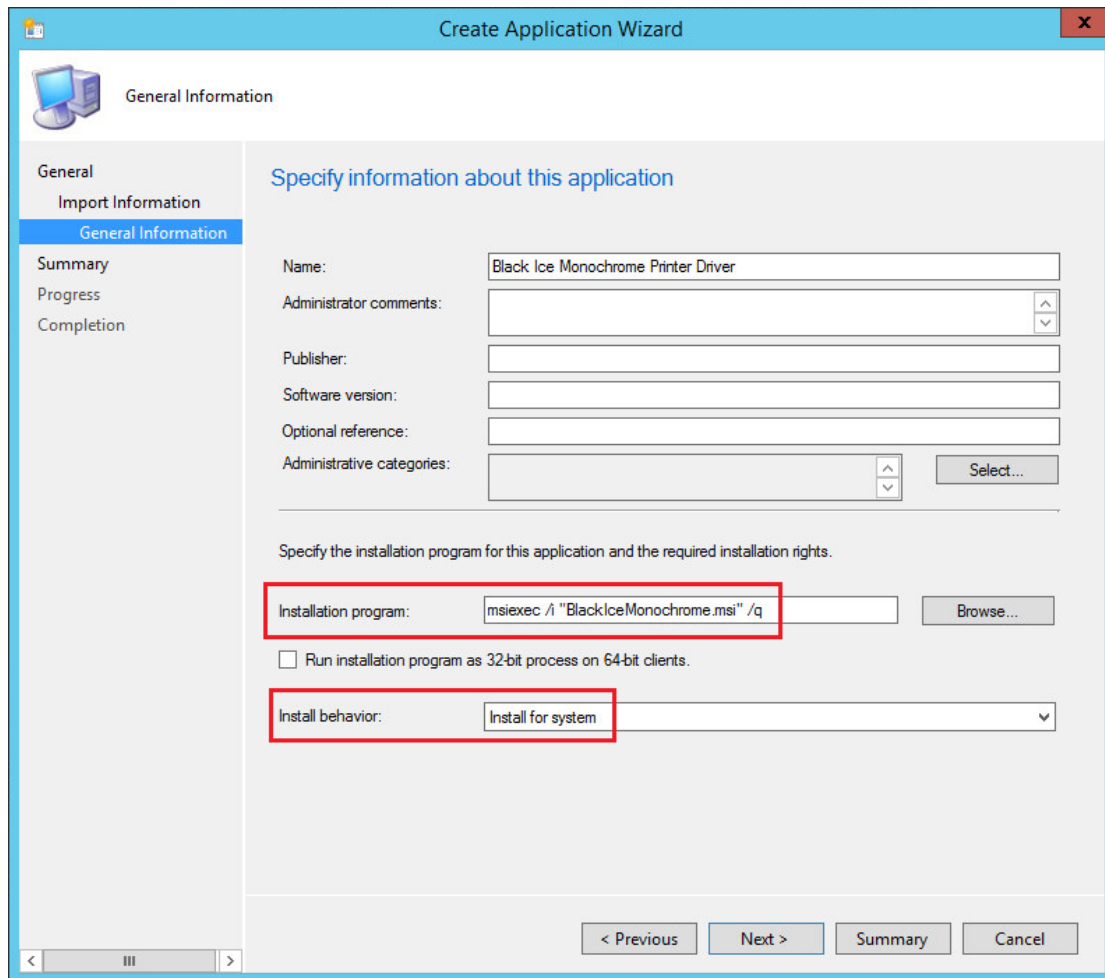 Create Application Wizard
x
General Information
General
Import Information
General Information
Summary
Progress
Completion
Specify information about this application
Name:
Black Ice Monochrome Printer Driver
Administrator comments:
Publisher:
Software version:
Optional reference:
Administrative categories:
Select...
Specify the installation program for this application and the required installation rights.
Installation program:
msiexec /i "BlackIceMonochrome.msi" /q
Browse...
Run installation program as 32-bit process on 64-bit clients.
Install behavior:
Install for system
< Previous
Next >
Summary
Cancel